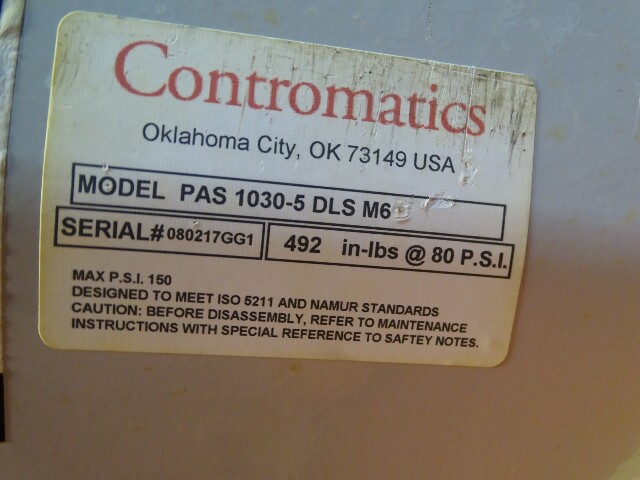 Contromatics
Oklahoma City, OK 73149 USA
MODEL PAS 1030-5 DLS M6
SERIAL# 080217GG1 492 in-lbs @ 80 P.S.I.
MAX P.S.I. 150
DESIGNED TO MEET ISO 5211 AND NAMUR STANDARDS
CAUTION: BEFORE DISASSEMBLY, REFER TO MAINTENANCE
INSTRUCTIONS WITH SPECIAL REFERENCE TO SAFTEY NOTES.